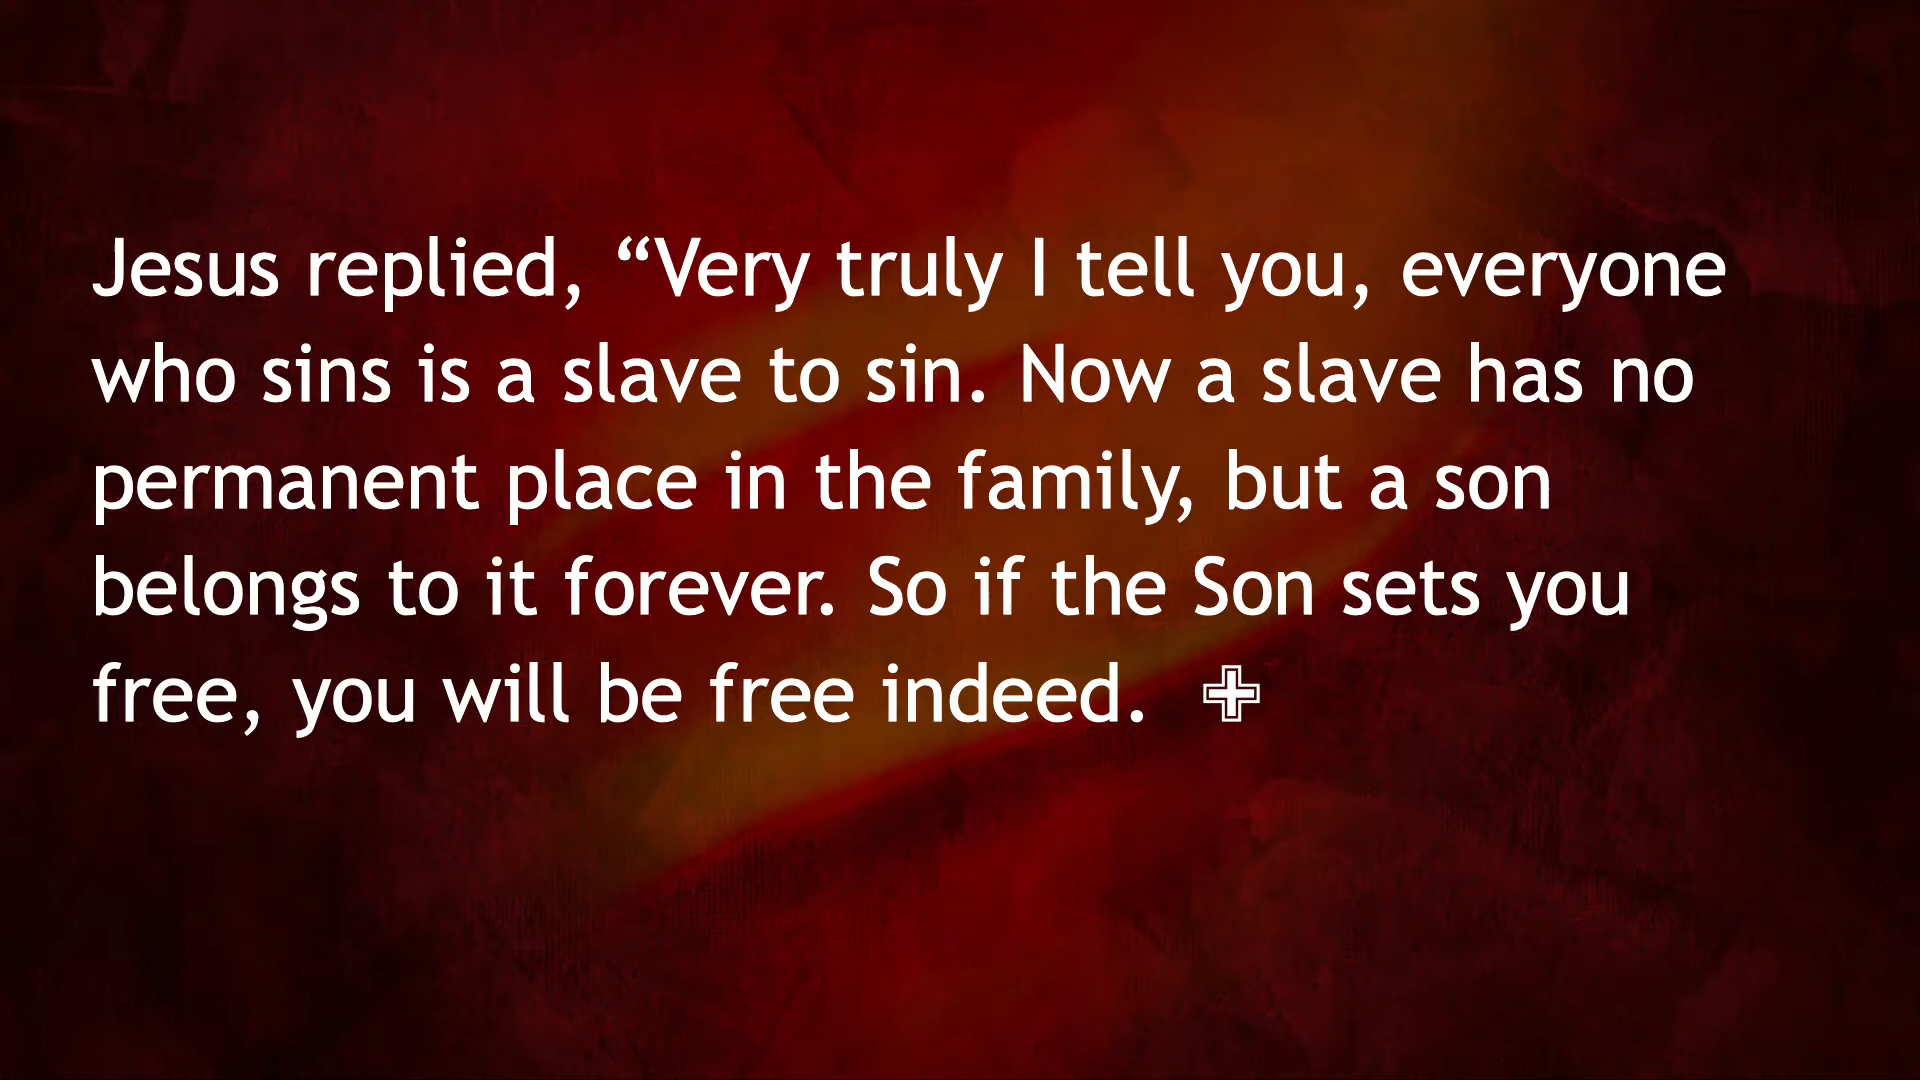 Jesus replied, “Very truly I tell you, everyone
who sins is a slave to sin. Now a slave has no
permanent place in the family, but a son
belongs to it forever. So if the Son sets you
free, you will be free indeed. ✙